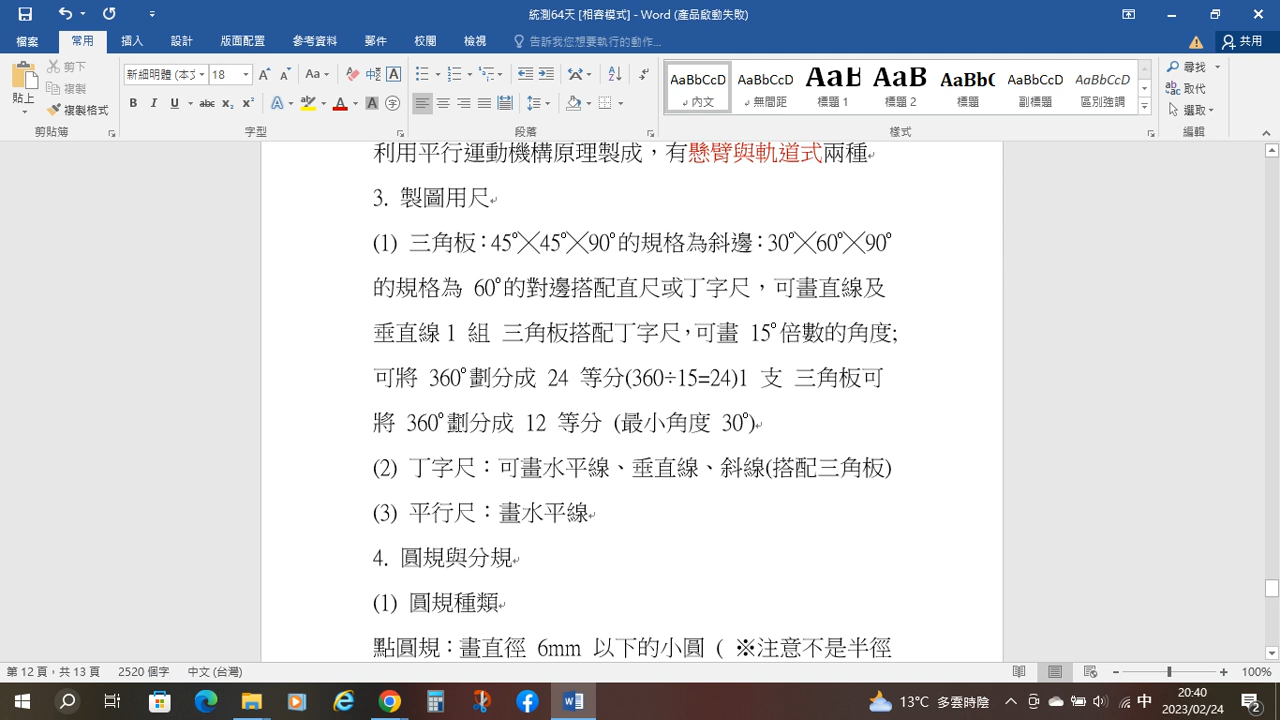 統測64天 [相容模式] - Word (產品啟動失敗)
檔案 常用 插入 設計 版面配置 參考資料 郵件 校閱 檢視 告訴我您想要執行的動作... 共用
貼上 剪下 複製 複製格式 剪貼簿
新細明體 (本文 18 字型
段落
AaBbCcD 內文 AaBbCcD 無間距 AaB 標題 1 AaB 標題 2 AaBbC 標題 AaBbCcD 副標題 AaBbCcD 區別強調 樣式
尋找 取代 選取 編輯
利用平行運動機構原理製成，有懸臂與軌道式兩種
3. 製圖用尺
(1) 三角板：45°╳45°╳90°的規格為斜邊：30°╳60°╳90°
的規格為 60°的對邊搭配直尺或丁字尺，可畫直線及
垂直線1 組 三角板搭配丁字尺，可畫 15°倍數的角度;
可將 360°劃分成 24 等分(360÷15=24)1 支 三角板可
將 360°劃分成 12 等分 (最小角度 30°)
(2) 丁字尺：可畫水平線、垂直線、斜線(搭配三角板)
(3) 平行尺：畫水平線
4. 圓規與分規
(1) 圓規種類
點圓規：畫直徑 6mm 以下的小圓 ( ※注意不是半徑
第 12 頁，共 13 頁 2520 個字 中文 (台灣) 100%
13°C 多雲時陰 中 20:40
2023/02/24 2